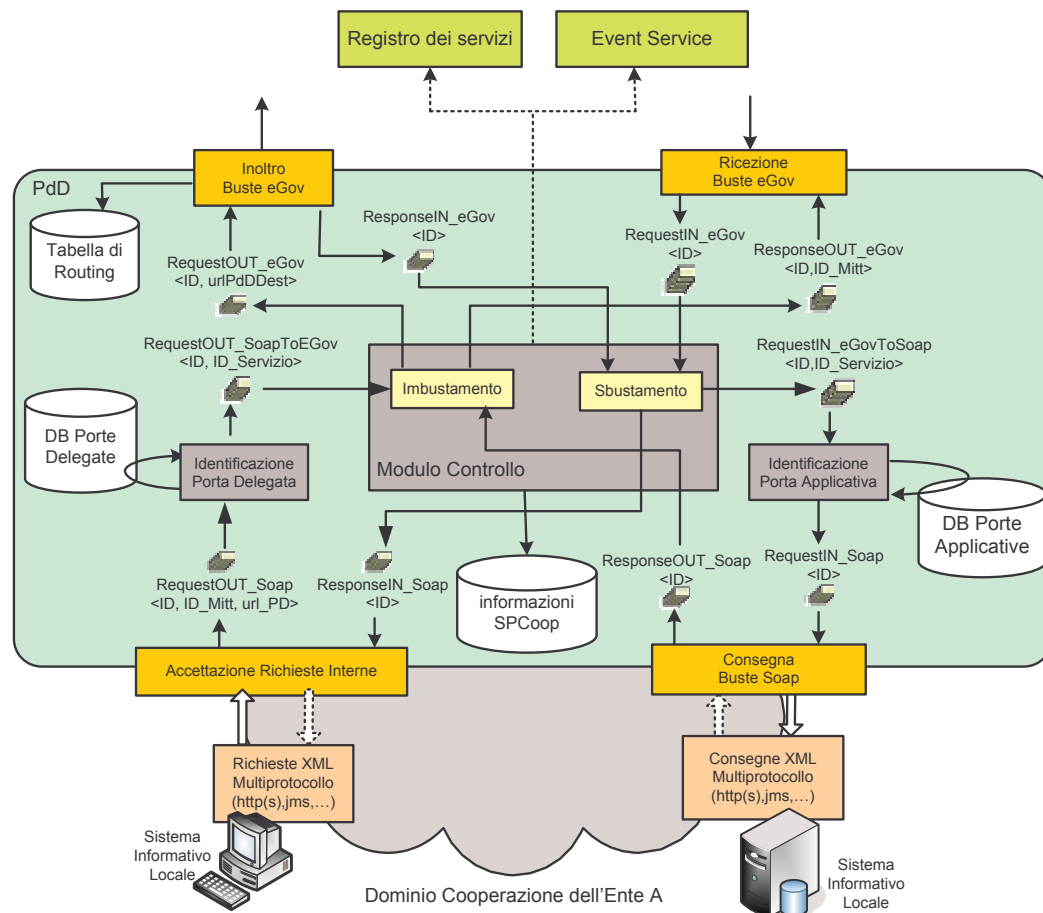 Registro dei servizi
Event Service
PdD
Inoltro
Buste eGov
Ricezione
Buste eGov
Tabella di
Routing
ResponseIN_eGov
<ID>
RequestIN_eGov
<ID>
ResponseOUT_eGov
<ID,ID_Mitt>
RequestOUT_eGov
<ID, urlPdDDest>
RequestOUT_SoapToEGov
<ID, ID_Servizio>
RequestIN_eGovToSoap
<ID,ID_Servizio>
Imbustamento
Sbustamento
Modulo Controllo
DB Porte
Delegate
Identificazione
Porta Delegata
Identificazione
Porta Applicativa
DB Porte
Applicative
RequestOUT_Soap
<ID, ID_Mitt, url_PD>
ResponseIN_Soap
<ID>
informazioni
SPCoop
ResponseOUT_Soap
<ID>
RequestIN_Soap
<ID>
Accettazione Richieste Interne
Consegna
Buste Soap
Richieste XML
Multiprotocollo
(http(s),jms,…)
Consegne XML
Multiprotocollo
(http(s),jms,…)
Sistema
Informativo
Locale
Dominio Cooperazione dell'Ente A
Sistema
Informativo
Locale